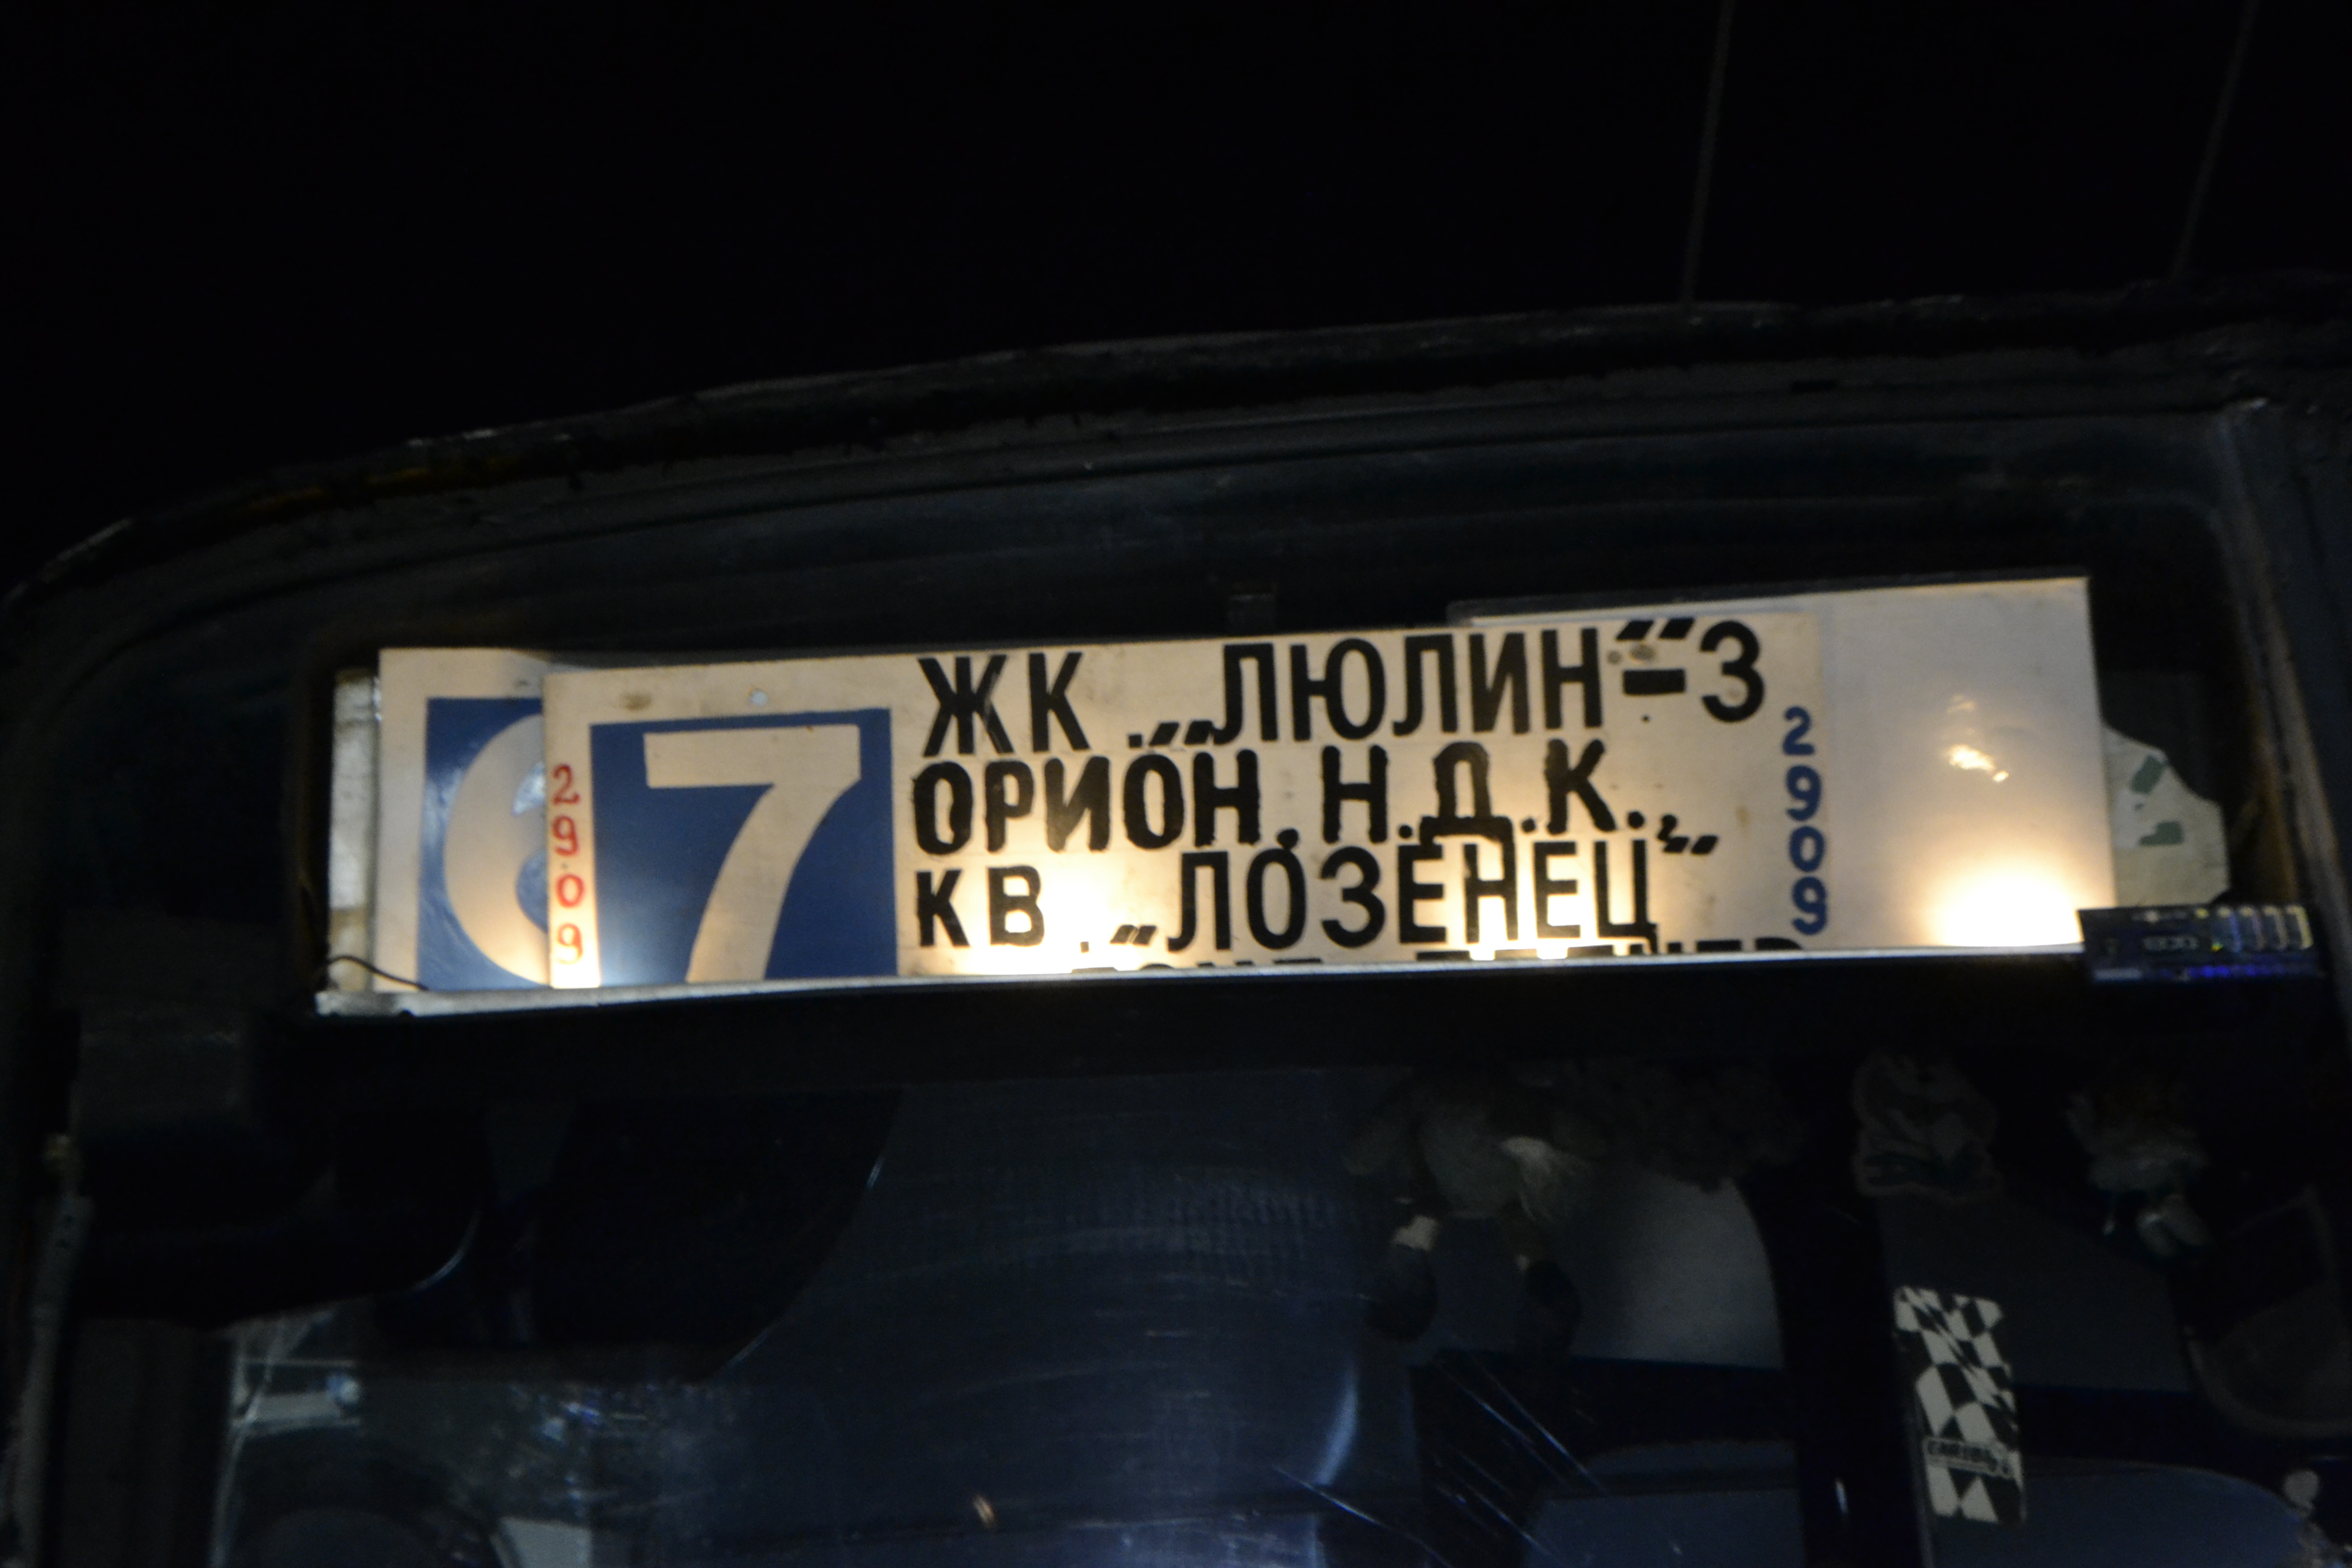 7
ЖК „ЛЮЛИН“-3
ОРИОН, Н.Д.К.,
КВ „ЛОЗЕНЕЦ“
2909
2909